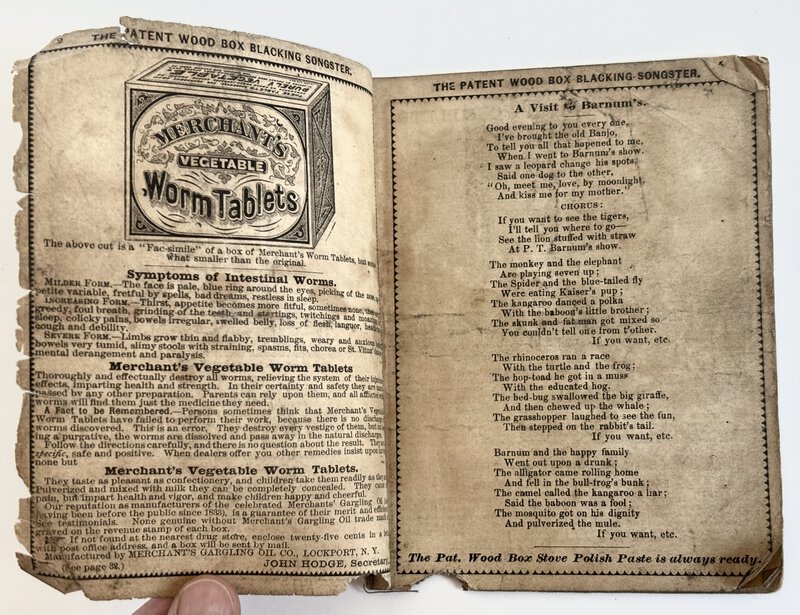 2 THE PATENT WOOD BOX BLACKING SONGSTER.
PURELY VEGETABLE
MERCHANT'S
VEGETABLE
Worm Tablets
The above cut is a "Fac-simile" of a box of Merchant's Worm Tablets, but some
what smaller than the original.
Symptoms of Intestinal Worms.
MILDER FORM.—The face is pale, blue ring around the eyes, picking of the nose,
petite variable, fretful by spells, bad dreams, restless in sleep.
INCREASING FORM.—Thirst, appetite becomes more fitful, sometimes none,
greedy, foul breath, grinding of the teeth and startings, twitchings and
sleep, colicky pains, bowels irregular, swelled belly, loss of flesh, languor,
cough and debility.
SEVERE FORM.—Limbs grow thin and flabby, tremblings, weary and anxious
bowels very tumid, slimy stools with straining, spasms, fits, chorea or St. Vitus'
mental derangement and paralysis.
Merchant's Vegetable Worm Tablets
Thoroughly and effectually destroy all worms, relieving the system of their
effects, imparting health and strength. In their certainty and safety they are
passed by any other preparation. Parents can rely upon them, and all afflicted
worms will find them just the medicine they need.
A Fact to be Remembered.—Persons sometimes think that Merchant's
Worm Tablets have failed to perform their work, because there is no
worms discovered. This is an error. They destroy every vestige of them, but
ing a purgative, the worms are dissolved and pass away in the natural discharge.
Follow the directions carefully, and there is no question about the result.
specific, safe and positive. When dealers offer you other remedies insist upon
none but
Merchant's Vegetable Worm Tablets.
They taste as pleasant as confectionery, and children take them readily as
Pulverized and mixed with milk they can be completely concealed. They
pain, but impart health and vigor, and make children happy and cheerful.
Our reputation as manufacturers of the celebrated Merchants' Gargling Oil
having been before the public since 1833), is a guarantee of their merit and
See testimonials. None genuine without Merchant's Gargling Oil trade
graved on the revenue stamp of each box.
If not found at the nearest drug store, enclose twenty-five cents in a
with post office address, and a box will be sent by mail.
Manufactured by MERCHANT'S GARGLING OIL CO., LOCKPORT, N. Y.
(See page 32.) JOHN HODGE, Secretary.
THE PATENT WOOD BOX BLACKING SONGSTER.
A Visit to Barnum's.
Good evening to you every one,
I've brought the old Banjo,
To tell you all that hapened to me,
When I went to Barnum's show.
I saw a leopard change his spots,
Said one dog to the other,
"Oh, meet me, love, by moonlight,
And kiss me for my mother."
CHORUS:
If you want to see the tigers,
I'll tell you where to go—
See the lion stuffed with straw
At P. T. Barnum's show.
The monkey and the elephant
Are playing seven up;
The Spider and the blue-tailed fly
Were eating Kaiser's pup;
The kangaroo danced a polka
With the baboon's little brother;
The skunk and fat man got mixed so
You couldn't tell one from t'other.
If you want, etc.
The rhinoceros ran a race
With the turtle and the frog;
The hop-toad he got in a muss
With the educated hog.
The bed-bug swallowed the big giraffe,
And then chewed up the whale;
The grasshopper laughed to see the fun,
Then stepped on the rabbit's tail.
If you want, etc.
Barnum and the happy family
Went out upon a drunk;
The alligator came rolling home
And fell in the bull-frog's bunk;
The camel called the kangaroo a liar;
Said the baboon was a fool;
The mosquito got on his dignity
And pulverized the mule.
If you want, etc.
The Pat. Wood Box Stove Polish Paste is always ready.